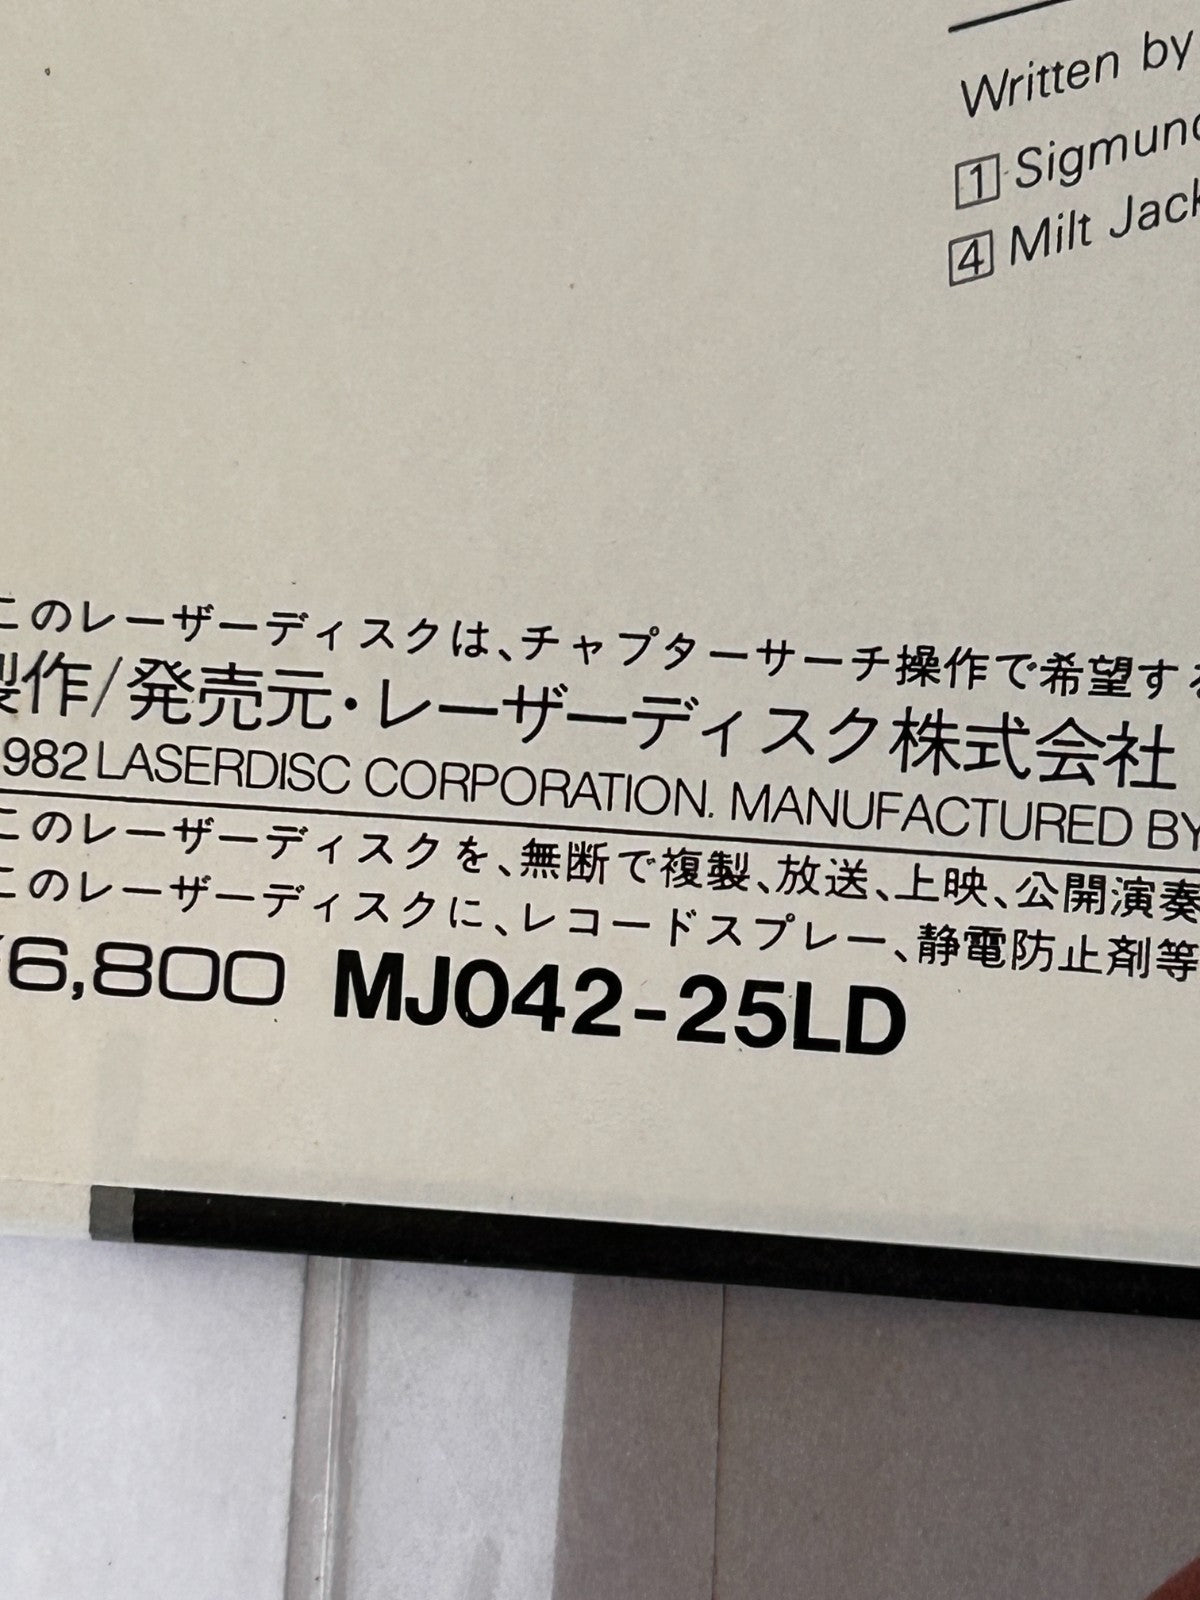 Written by
1 Sigmund
4 Milt Jack
このレーザーディスクは、チャプターサーチ操作で希望する
製作/発売元・レーザーディスク株式会社
1982 LASERDISC CORPORATION. MANUFACTURED BY
このレーザーディスクを、無断で複製、放送、上映、公開演奏
このレーザーディスクに、レコードスプレー、静電防止剤等
¥6,800 MJ042-25LD